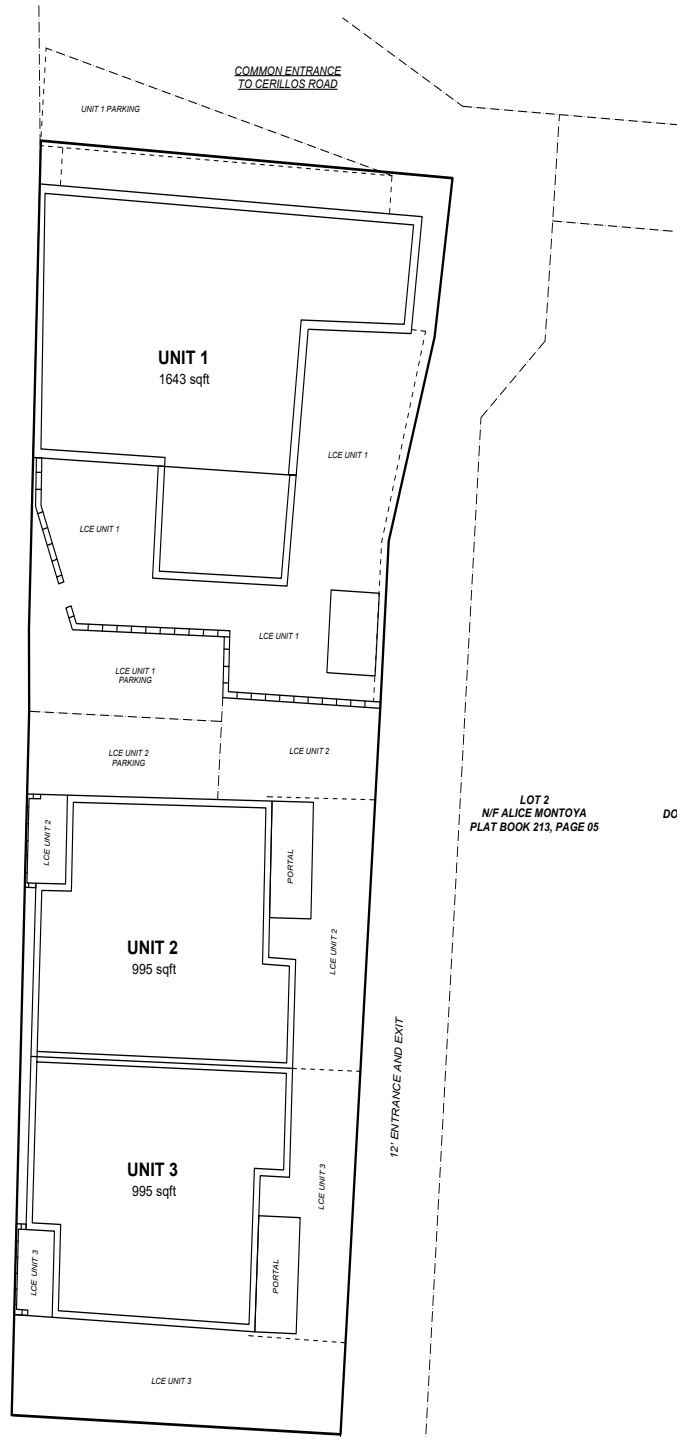 COMMON ENTRANCE
TO CERILLOS ROAD
UNIT 1 PARKING
UNIT 1
1643 sqft
LCE UNIT 1
LCE UNIT 1
LCE UNIT 1
LCE UNIT 1
PARKING
LCE UNIT 2
PARKING
LCE UNIT 2
LOT 2
N/F ALICE MONTOYA
PLAT BOOK 213, PAGE 05
DO
LCE UNIT 2
PORTAL
UNIT 2
995 sqft
LCE UNIT 2
12' ENTRANCE AND EXIT
UNIT 3
995 sqft
LCE UNIT 3
LCE UNIT 3
PORTAL
LCE UNIT 3